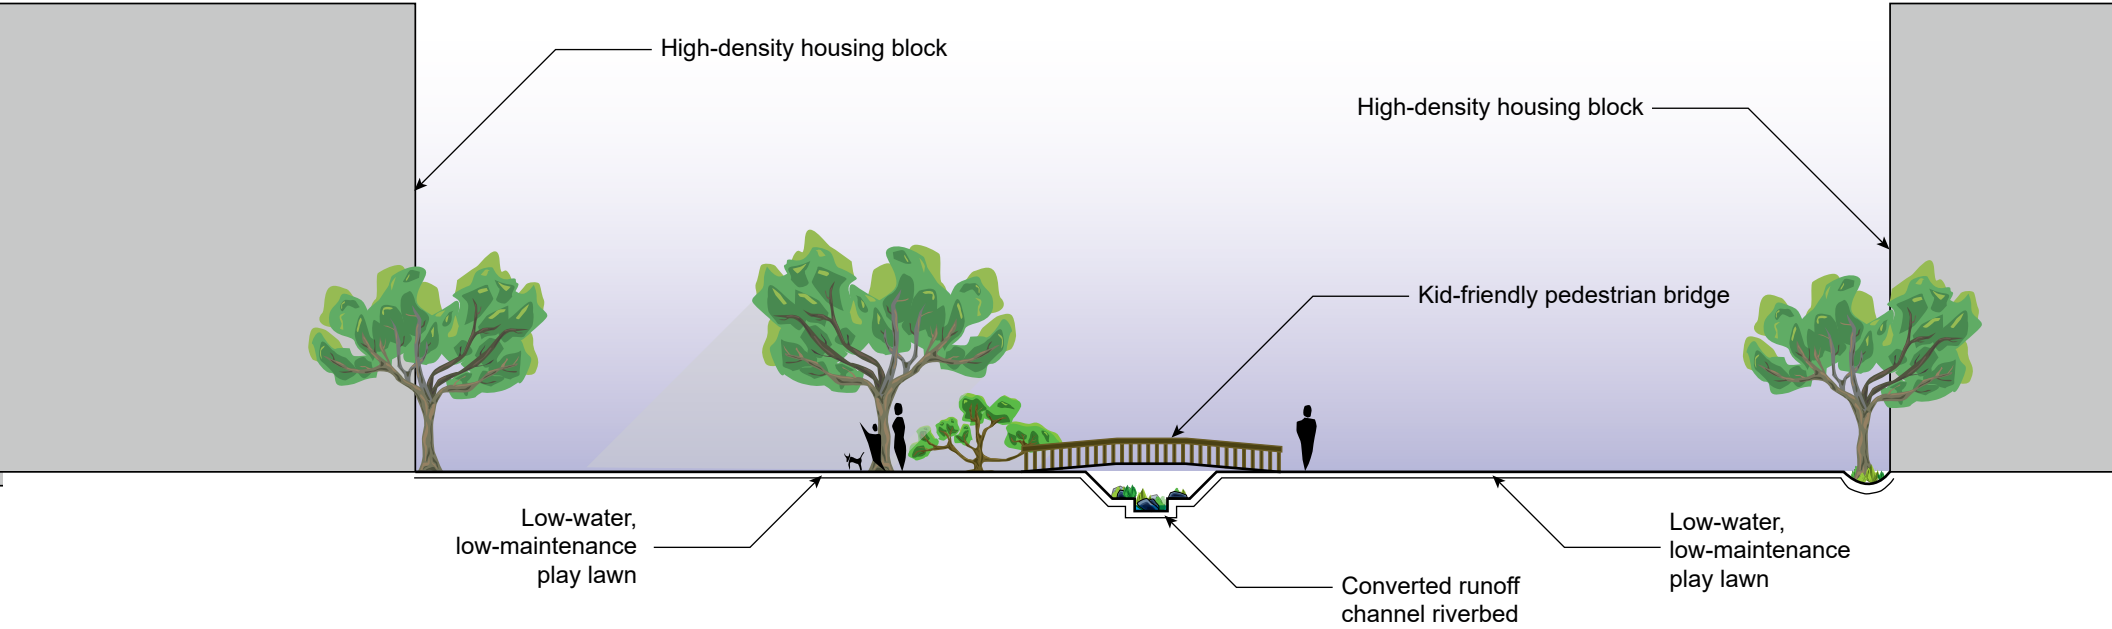 High-density housing block
High-density housing block
Kid-friendly pedestrian bridge
Low-water,
low-maintenance
play lawn
Low-water,
low-maintenance
play lawn
Converted runoff
channel riverbed